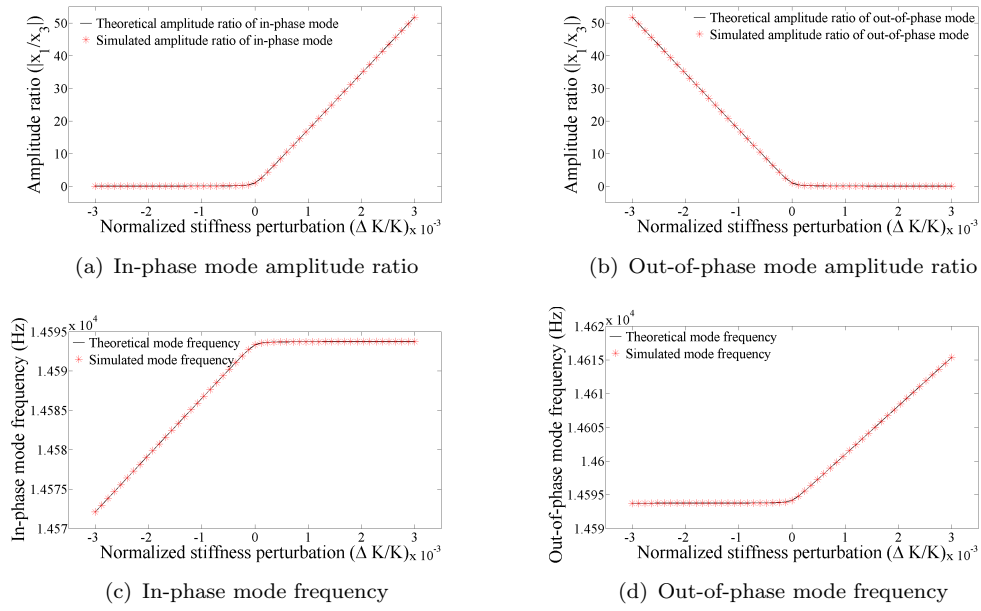 Amplitude ratio (|x1/x3|)
50
40
30
20
10
0
Theoretical amplitude ratio of in-phase mode
Simulated amplitude ratio of in-phase mode
-3 -2 -1 0 1 2 3
Normalized stiffness perturbation (Δ K/K) x 10-3
(a) In-phase mode amplitude ratio
Amplitude ratio (|x1/x3|)
50
40
30
20
10
0
Theoretical amplitude ratio of out-of-phase mode
Simulated amplitude ratio of out-of-phase mode
-3 -2 -1 0 1 2 3
Normalized stiffness perturbation (Δ K/K) x 10-3
(b) Out-of-phase mode amplitude ratio
In-phase mode frequency (Hz)
x 104
1.4595
1.459
1.4585
1.458
1.4575
1.457
Theoretical mode frequency
Simulated mode frequency
-3 -2 -1 0 1 2 3
Normalized stiffness perturbation (Δ K/K) x 10-3
(c) In-phase mode frequency
Out-of-phase mode frequency (Hz)
x 104
1.462
1.4615
1.461
1.4605
1.46
1.4595
1.459
Theoretical mode frequency
Simulated mode frequency
-3 -2 -1 0 1 2 3
Normalized stiffness perturbation (Δ K/K) x 10-3
(d) Out-of-phase mode frequency